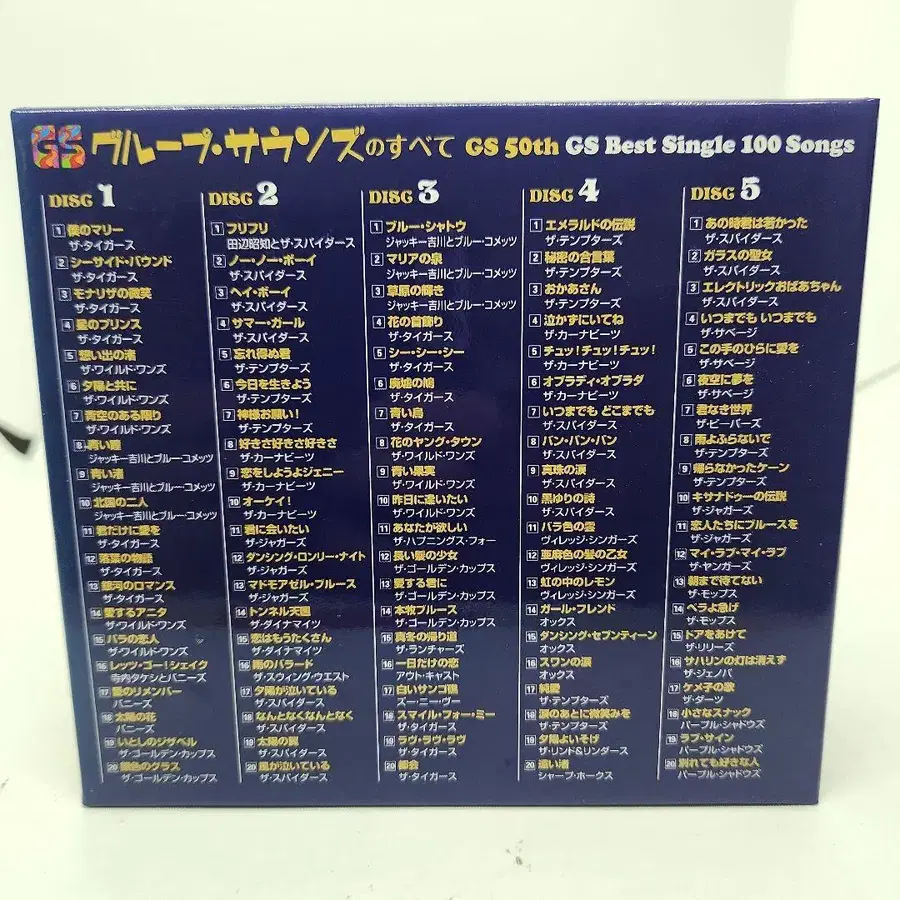 GS グループ・サウンズのすべて GS 50th GS Best Single 100 Songs
DISC 1
1 僕のマリー
ザ・タイガース
2 シーサイド・バウンド
ザ・タイガース
3 モナリザの微笑
ザ・タイガース
4 星のプリンス
ザ・タイガース
5 想い出の渚
ザ・ワイルド・ワンズ
6 夕陽と共に
ザ・ワイルド・ワンズ
7 青空のある限り
ザ・ワイルド・ワンズ
8 青い瞳
ジャッキー吉川とブルー・コメッツ
9 青い渚
ジャッキー吉川とブルー・コメッツ
10 北国の二人
ジャッキー吉川とブルー・コメッツ
11 君だけに愛を
ザ・タイガース
12 落葉の物語
ザ・タイガース
13 銀河のロマンス
ザ・タイガース
14 愛するアニタ
ザ・ワイルド・ワンズ
15 バラの恋人
ザ・ワイルド・ワンズ
16 レッツ・ゴー!シェイク
寺内タケシとバニーズ
17 愛のリメンバー
バニーズ
18 太陽の花
バニーズ
19 いとしのジザベル
ザ・ゴールデン・カップス
20 銀色のグラス
ザ・ゴールデン・カップス
DISC 2
1 フリフリ
田辺昭知とザ・スパイダース
2 ノー・ノー・ボーイ
ザ・スパイダース
3 ヘイ・ボーイ
ザ・スパイダース
4 サマー・ガール
ザ・スパイダース
5 忘れ得ぬ君
ザ・テンプターズ
6 今日を生きよう
ザ・テンプターズ
7 神様お願い!
ザ・テンプターズ
8 好きさ好きさ好きさ
ザ・カーナビーツ
9 恋をしようよジェニー
ザ・カーナビーツ
10 オーケイ!
ザ・カーナビーツ
11 君に会いたい
ザ・ジャガーズ
12 ダンシング・ロンリー・ナイト
ザ・ジャガーズ
13 マドモアゼル・ブルース
ザ・ジャガーズ
14 トンネル天国
ザ・ダイナマイツ
15 恋はもうたくさん
ザ・ダイナマイツ
16 雨のバラード
ザ・スウィング・ウエスト
17 夕陽が泣いている
ザ・スパイダース
18 なんとなくなんとなく
ザ・スパイダース
19 太陽の翼
ザ・スパイダース
20 風が泣いている
ザ・スパイダース
DISC 3
1 ブルー・シャトウ
ジャッキー吉川とブルー・コメッツ
2 マリアの泉
ジャッキー吉川とブルー・コメッツ
3 草原の輝き
ジャッキー吉川とブルー・コメッツ
4 花の首飾り
ザ・タイガース
5 シー・シー・シー
ザ・タイガース
6 廃墟の鳩
ザ・タイガース
7 青い鳥
ザ・タイガース
8 花のヤング・タウン
ザ・ワイルド・ワンズ
9 青い果実
ザ・ワイルド・ワンズ
10 昨日に逢いたい
ザ・ワイルド・ワンズ
11 あなたが欲しい
ザ・ハプニングス・フォー
12 長い髪の少女
ザ・ゴールデン・カップス
13 愛する君に
ザ・ゴールデン・カップス
14 本牧ブルース
ザ・ゴールデン・カップス
15 真冬の帰り道
ザ・ランチャーズ
16 一日だけの恋
アウト・キャスト
17 白いサンゴ礁
ズー・ニー・ヴー
18 スマイル・フォー・ミー
ザ・タイガース
19 ラヴ・ラヴ・ラヴ
ザ・タイガース
20 都会
ザ・タイガース
DISC 4
1 エメラルドの伝説
ザ・テンプターズ
2 秘密の合言葉
ザ・テンプターズ
3 おかあさん
ザ・テンプターズ
4 泣かずにいてね
ザ・カーナビーツ
5 チュッ!チュッ!チュッ!
ザ・カーナビーツ
6 オブラディ・オブラダ
ザ・カーナビーツ
7 いつまでも どこまでも
ザ・スパイダース
8 バン・バン・バン
ザ・スパイダース
9 真珠の涙
ザ・スパイダース
10 黒ゆりの詩
ザ・スパイダース
11 バラ色の雲
ヴィレッジ・シンガーズ
12 亜麻色の髪の乙女
ヴィレッジ・シンガーズ
13 虹の中のレモン
ヴィレッジ・シンガーズ
14 ガール・フレンド
オックス
15 ダンシング・セブンティーン
オックス
16 スワンの涙
オックス
17 純愛
ザ・テンプターズ
18 涙のあとに微笑みを
ザ・テンプターズ
19 夕陽よいそげ
ザ・リンド&リンダース
20 遠い渚
シャープ・ホークス
DISC 5
1 あの時君は若かった
ザ・スパイダース
2 ガラスの聖女
ザ・スパイダース
3 エレクトリックおばあちゃん
ザ・スパイダース
4 いつまでも いつまでも
ザ・サベージ
5 この手のひらに愛を
ザ・サベージ
6 夜空に夢を
ザ・サベージ
7 君なき世界
ザ・ビーバーズ
8 雨よふらないで
ザ・テンプターズ
9 帰らなかったケーン
ザ・テンプターズ
10 キサナドゥーの伝説
ザ・ジャガーズ
11 恋人たちにブルースを
ザ・ジャガーズ
12 マイ・ラブ・マイ・ラブ
ザ・ヤンガーズ
13 朝まで待てない
ザ・モップス
14 ベラよ急げ
ザ・モップス
15 ドアをあけて
ザ・リリーズ
16 サハリンの灯は消えず
ザ・ジェノバ
17 ケメ子の歌
ザ・ダーツ
18 小さなスナック
パープル・シャドウズ
19 ラブ・サイン
パープル・シャドウズ
20 別れても好きな人
パープル・シャドウズ